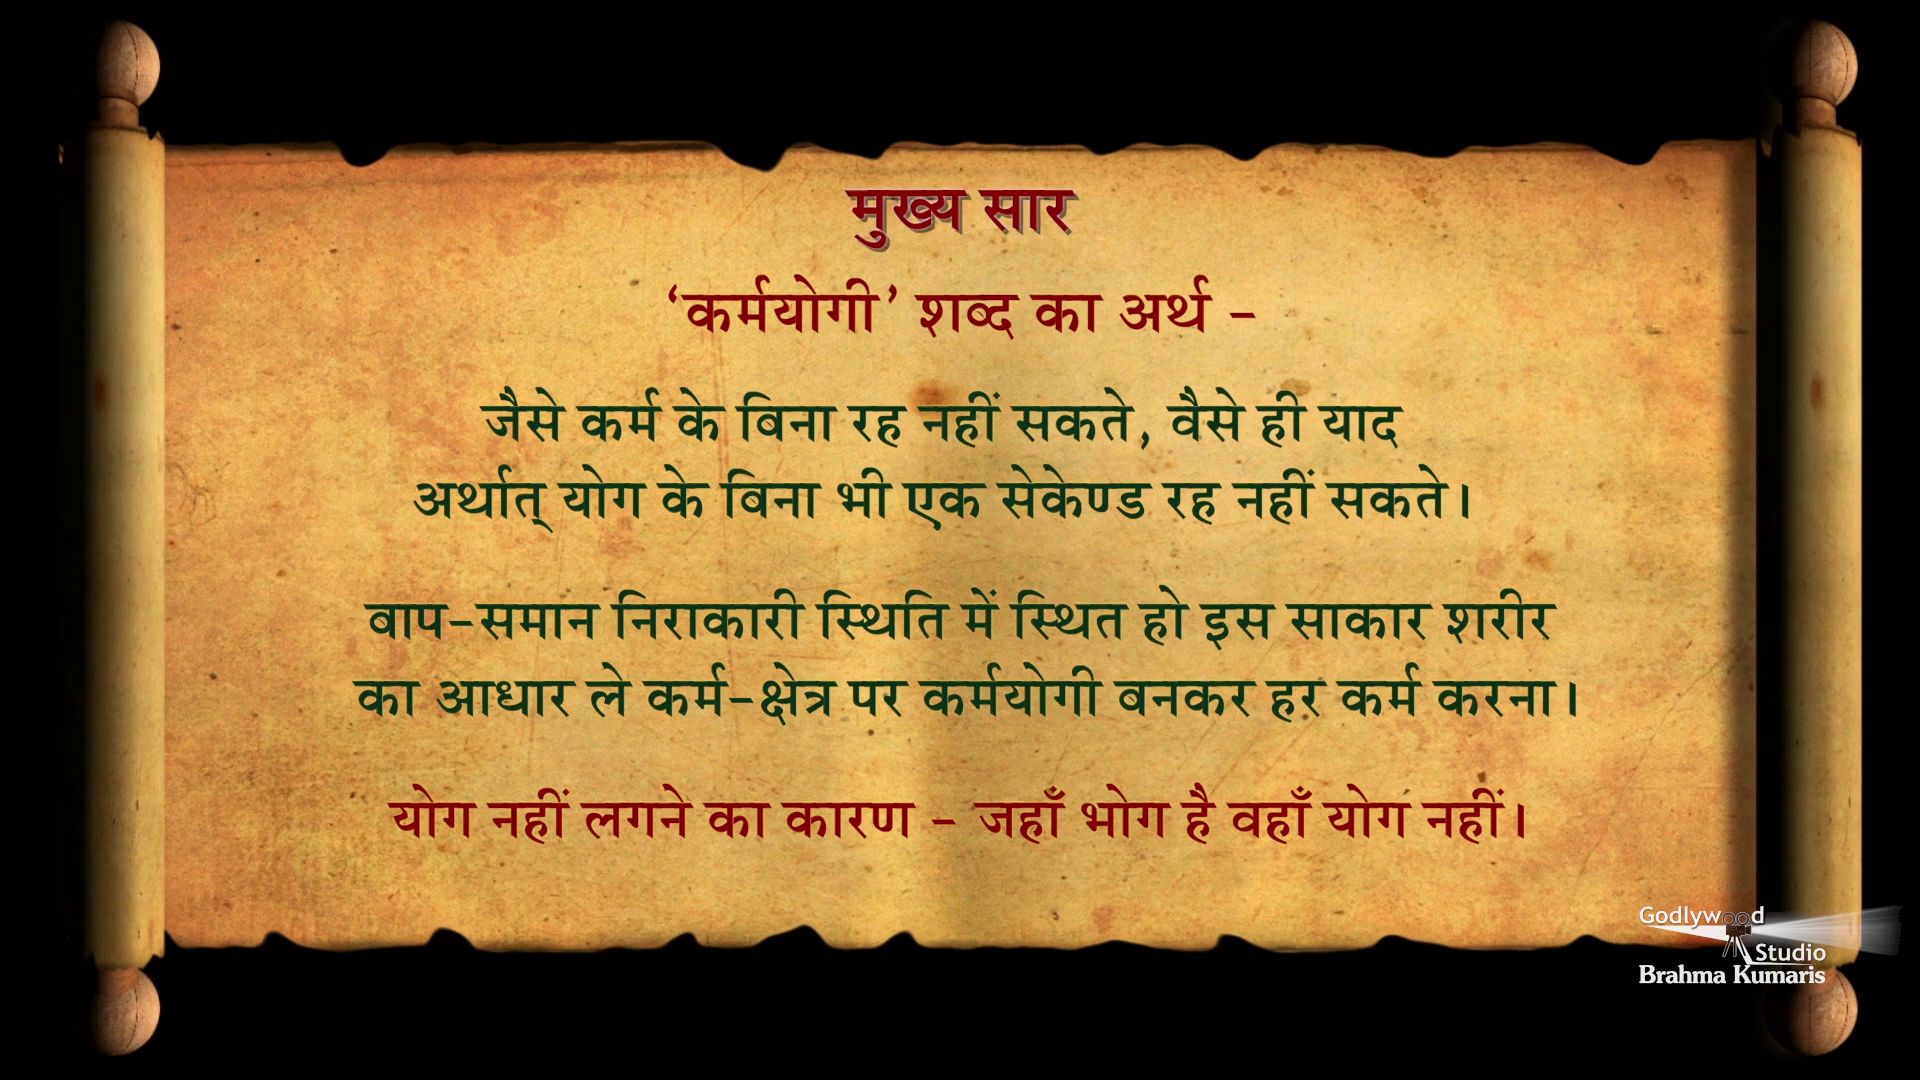 मुख्य सार
‘कर्मयोगी’ शब्द का अर्थ –
जैसे कर्म के बिना रह नहीं सकते, वैसे ही याद
अर्थात् योग के बिना भी एक सेकेण्ड रह नहीं सकते।
बाप-समान निराकारी स्थिति में स्थित हो इस साकार शरीर
का आधार ले कर्म-क्षेत्र पर कर्मयोगी बनकर हर कर्म करना।
योग नहीं लगने का कारण – जहाँ भोग है वहाँ योग नहीं।
Godlywood
Studio
Brahma Kumaris